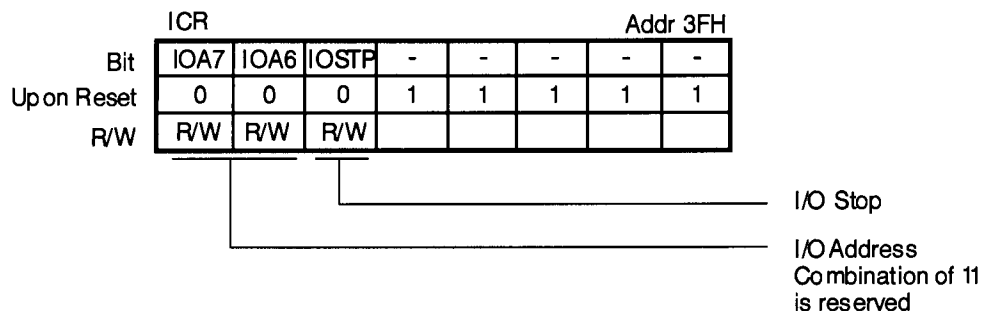 ICR Addr 3FH
Bit IOA7 IOA6 IOSTP - - - - -
Upon Reset 0 0 0 1 1 1 1 1
R/W R/W R/W R/W
I/O Stop
I/O Address
Combination of 11
is reserved